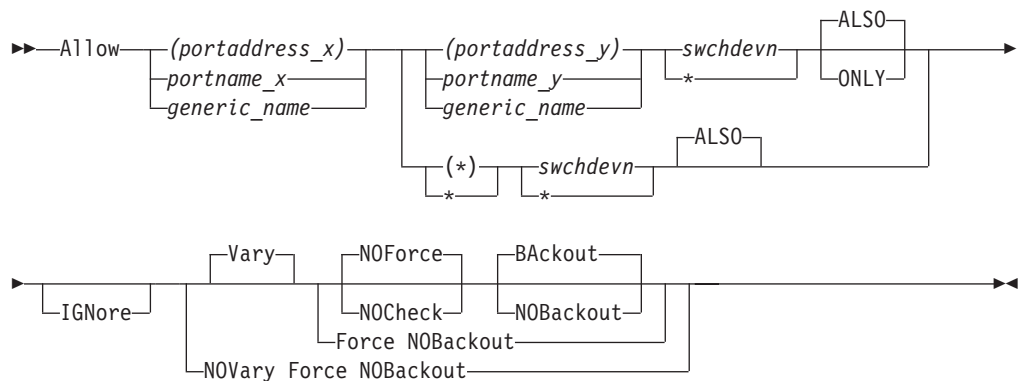 ALSO
Allow (portaddress_x) (portaddress_y) swchdevn
portname_x portname_y * ONLY
generic_name generic_name
ALSO
(*) swchdevn
* *
Vary NOForce BAckout
IGNore NOCheck NOBackout
Force NOBackout
NOVary Force NOBackout